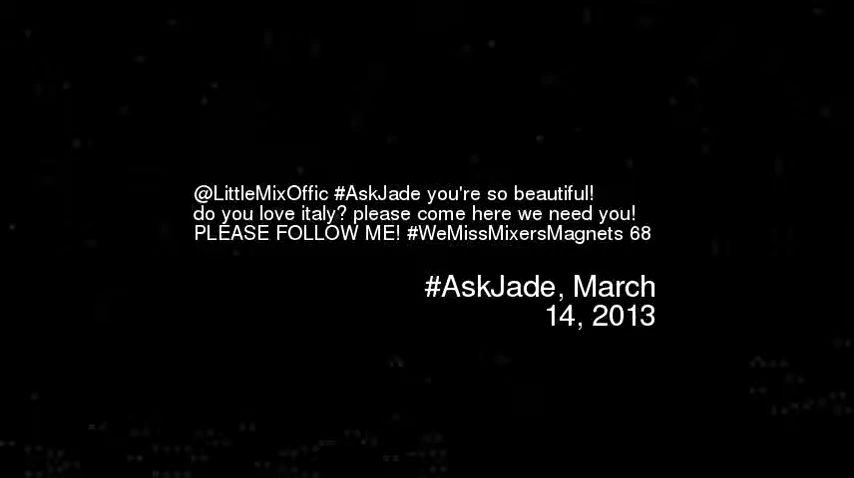 @LittleMixOffic #AskJade you're so beautiful!
do you love italy? please come here we need you!
PLEASE FOLLOW ME! #WeMissMixersMagnets 68
#AskJade, March
14, 2013